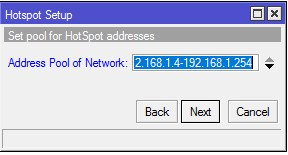 Hotspot Setup
Set pool for HotSpot addresses
Address Pool of Network: 2.168.1.4-192.168.1.254
Back Next Cancel